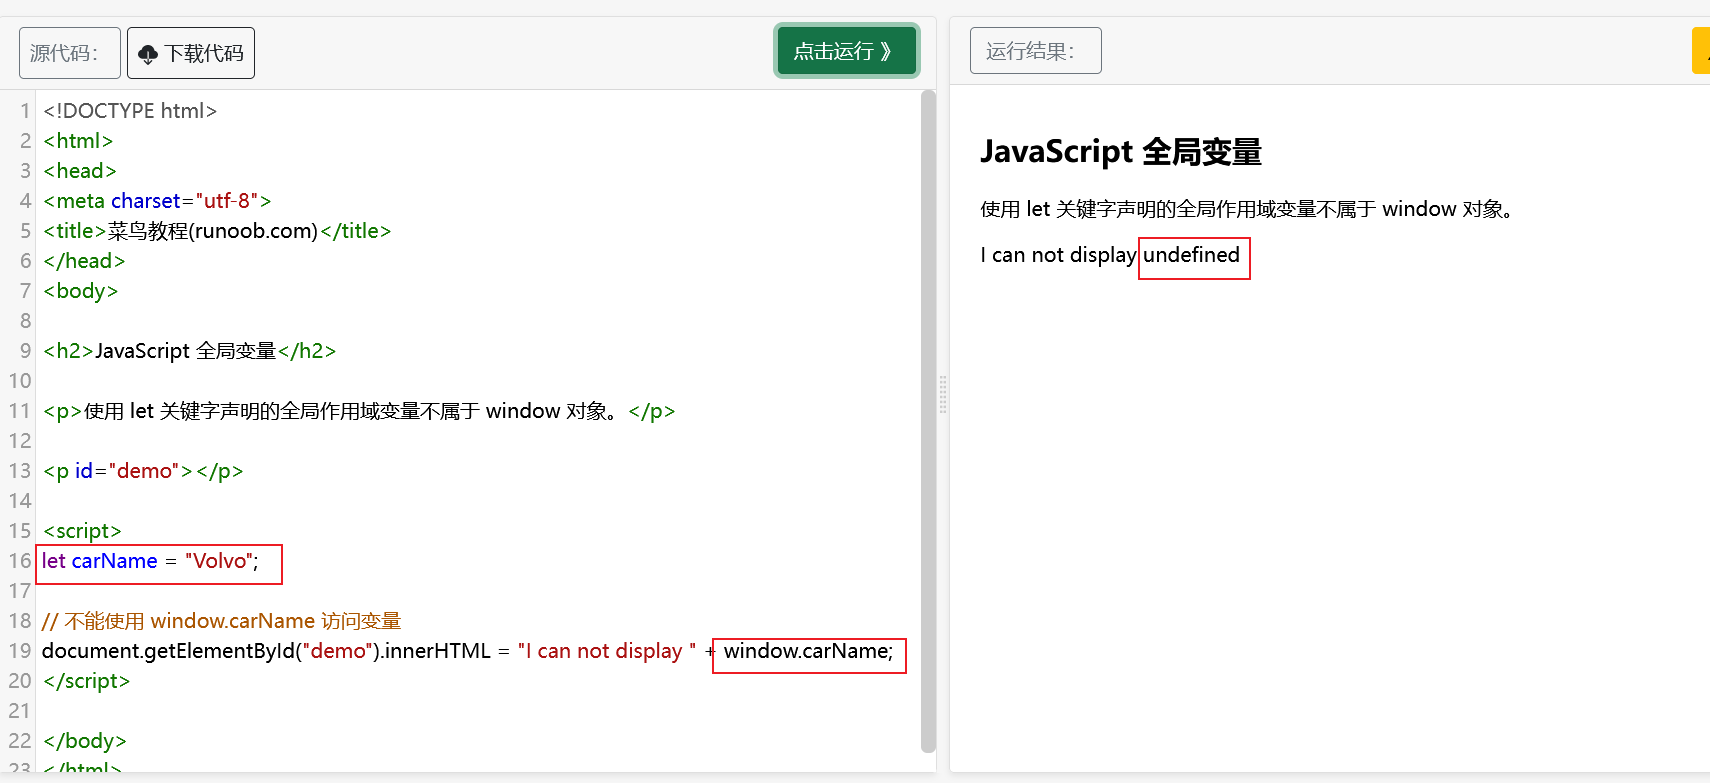 源代码：
下载代码
点击运行 》
1 <!DOCTYPE html>
2 <html>
3 <head>
4 <meta charset="utf-8">
5 <title>菜鸟教程(runoob.com)</title>
6 </head>
7 <body>
8
9 <h2>JavaScript 全局变量</h2>
10
11 <p>使用 let 关键字声明的全局作用域变量不属于 window 对象。</p>
12
13 <p id="demo"></p>
14
15 <script>
16 let carName = "Volvo";
17
18 // 不能使用 window.carName 访问变量
19 document.getElementById("demo").innerHTML = "I can not display " + window.carName;
20 </script>
21
22 </body>
23 </html>
运行结果：
JavaScript 全局变量
使用 let 关键字声明的全局作用域变量不属于 window 对象。
I can not display undefined